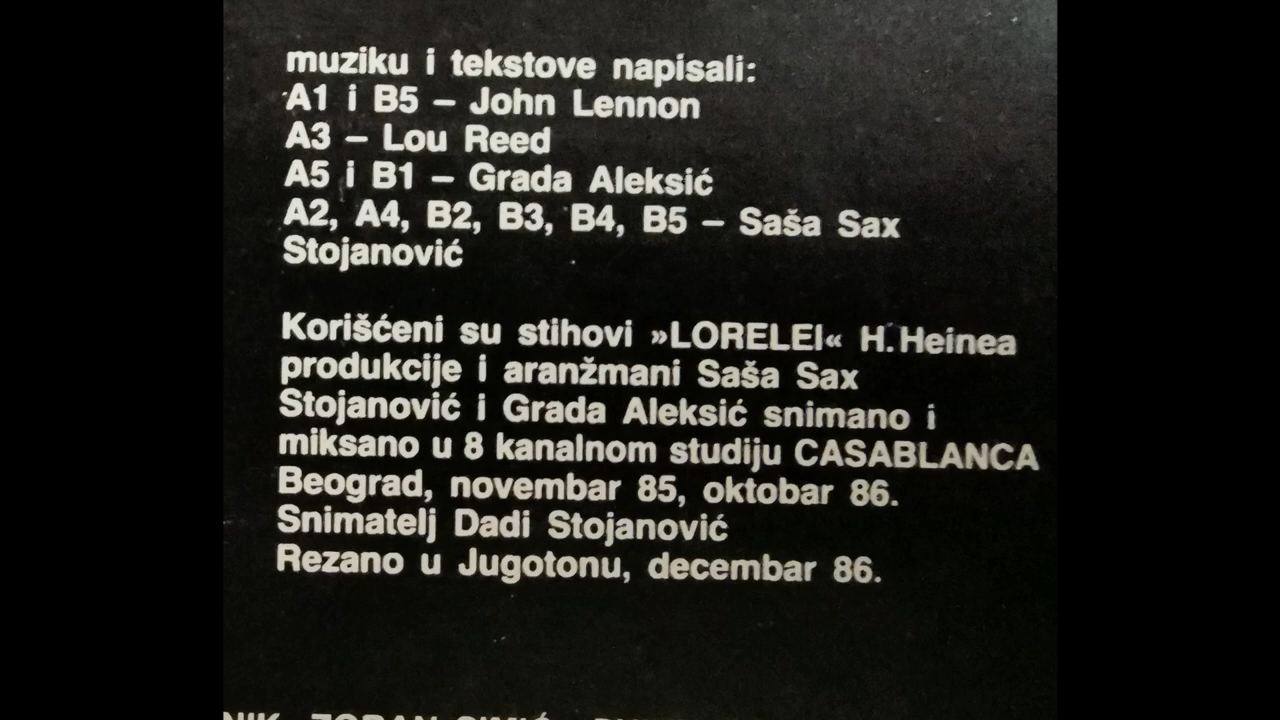 muziku i tekstove napisali:
A1 i B5 – John Lennon
A3 – Lou Reed
A5 i B1 – Grada Aleksić
A2, A4, B2, B3, B4, B5 – Saša Sax
Stojanović
Korišćeni su stihovi »LORELEI« H.Heinea
produkcije i aranžmani Saša Sax
Stojanović i Grada Aleksić snimano i
miksano u 8 kanalnom studiju CASABLANCA
Beograd, novembar 85, oktobar 86.
Snimatelj Dadi Stojanović
Rezano u Jugotonu, decembar 86.
ZORAN SIMIĆ